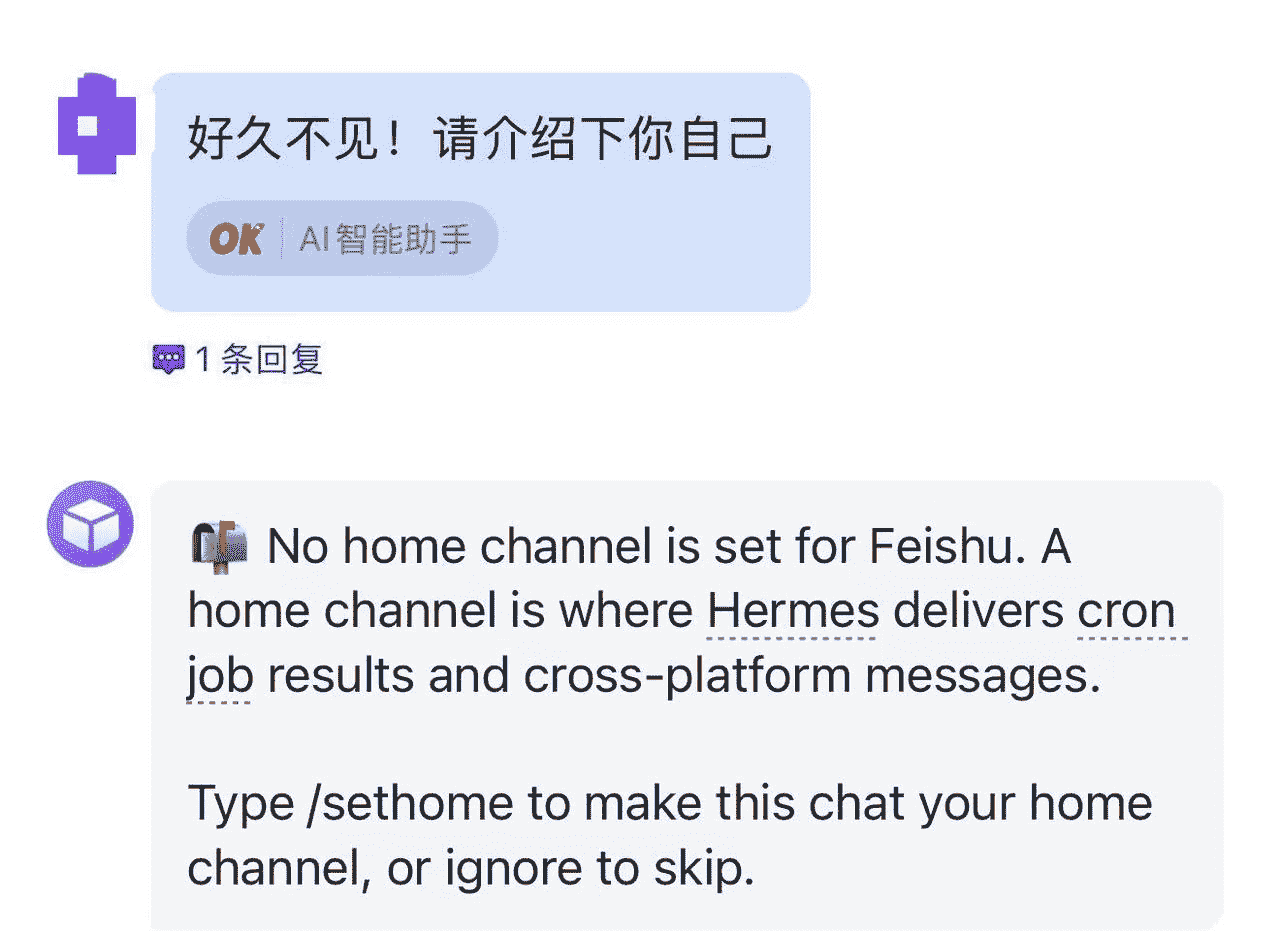 好久不见！请介绍下你自己
OK AI智能助手
1 条回复
No home channel is set for Feishu. A
home channel is where Hermes delivers cron
job results and cross-platform messages.
Type /sethome to make this chat your home
channel, or ignore to skip.